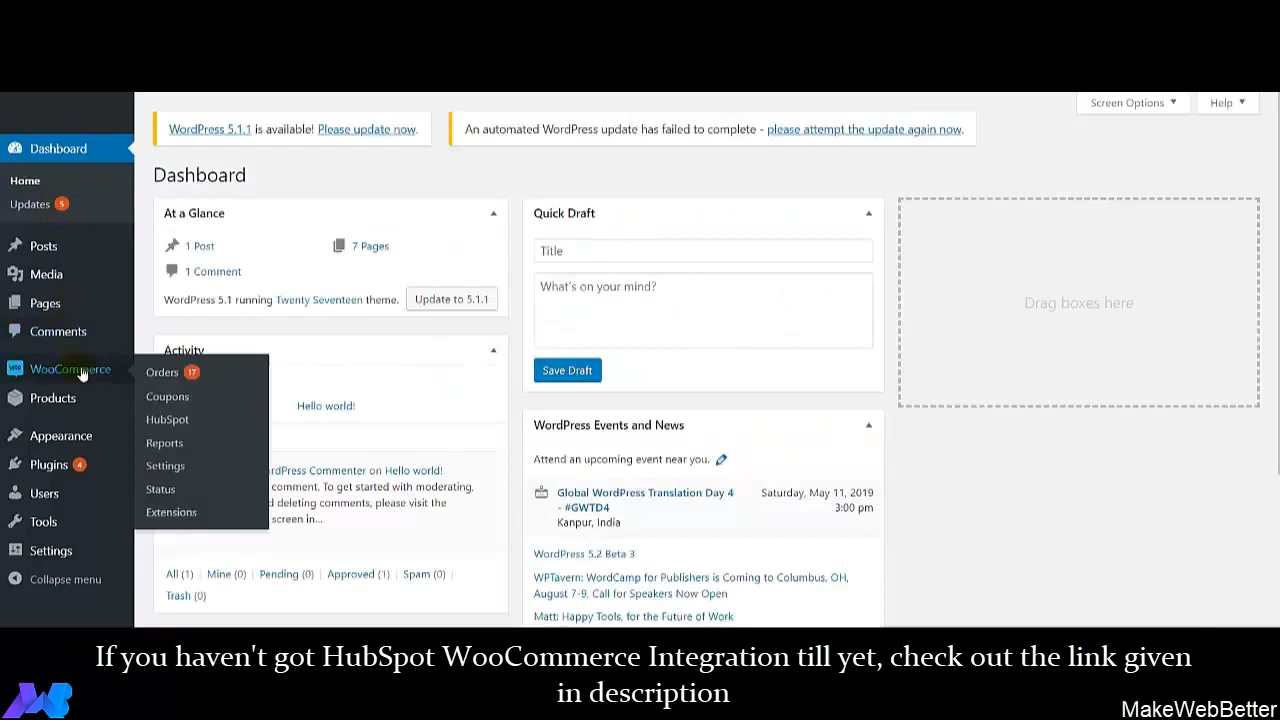 Screen Options ▼ Help ▼
WordPress 5.1.1 is available! Please update now.
An automated WordPress update has failed to complete - please attempt the update again now.
Dashboard
Home
Updates 5
Posts
Media
Pages
Comments
WooCommerce
Products
Appearance
Plugins 4
Users
Tools
Settings
Collapse menu
Orders 17
Coupons
HubSpot
Reports
Settings
Status
Extensions
Dashboard
At a Glance
1 Post 7 Pages
1 Comment
WordPress 5.1 running Twenty Seventeen theme. Update to 5.1.1
Activity
Hello world!
Commenter on Hello world!
comment. To get started with moderating,
deleting comments, please visit the
screen in...
All (1) | Mine (0) | Pending (0) | Approved (1) | Spam (0) |
Trash (0)
Quick Draft
Title
What's on your mind?
Save Draft
WordPress Events and News
Attend an upcoming event near you.
Global WordPress Translation Day 4 Saturday, May 11, 2019
- #GWTD4 3:00 pm
Kanpur, India
WordPress 5.2 Beta 3
WPTavern: WordCamp for Publishers is Coming to Columbus, OH,
August 7-9, Call for Speakers Now Open
Matt: Happy Tools, for the Future of Work
Drag boxes here
If you haven't got HubSpot WooCommerce Integration till yet, check out the link given
in description
MakeWebBetter